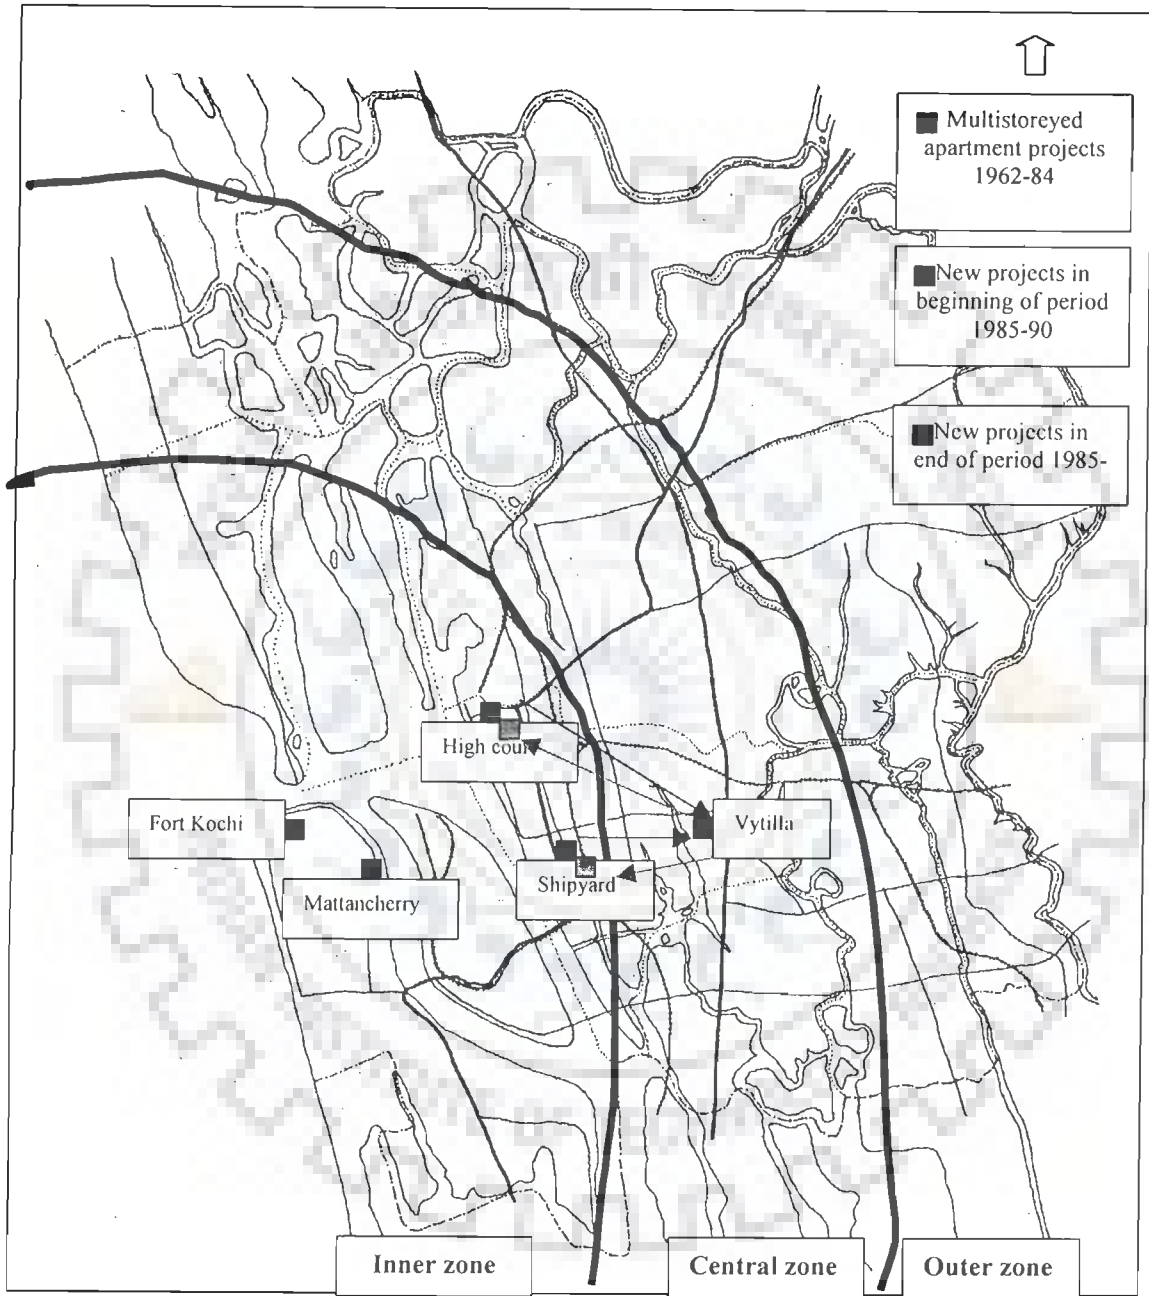 Multistoreyed
apartment projects
1962-84
New projects in
beginning of period
1985-90
New projects in
end of period 1985-
High cour
Fort Kochi
Vytilla
Shipyard
Mattancherry
Inner zone
Central zone
Outer zone